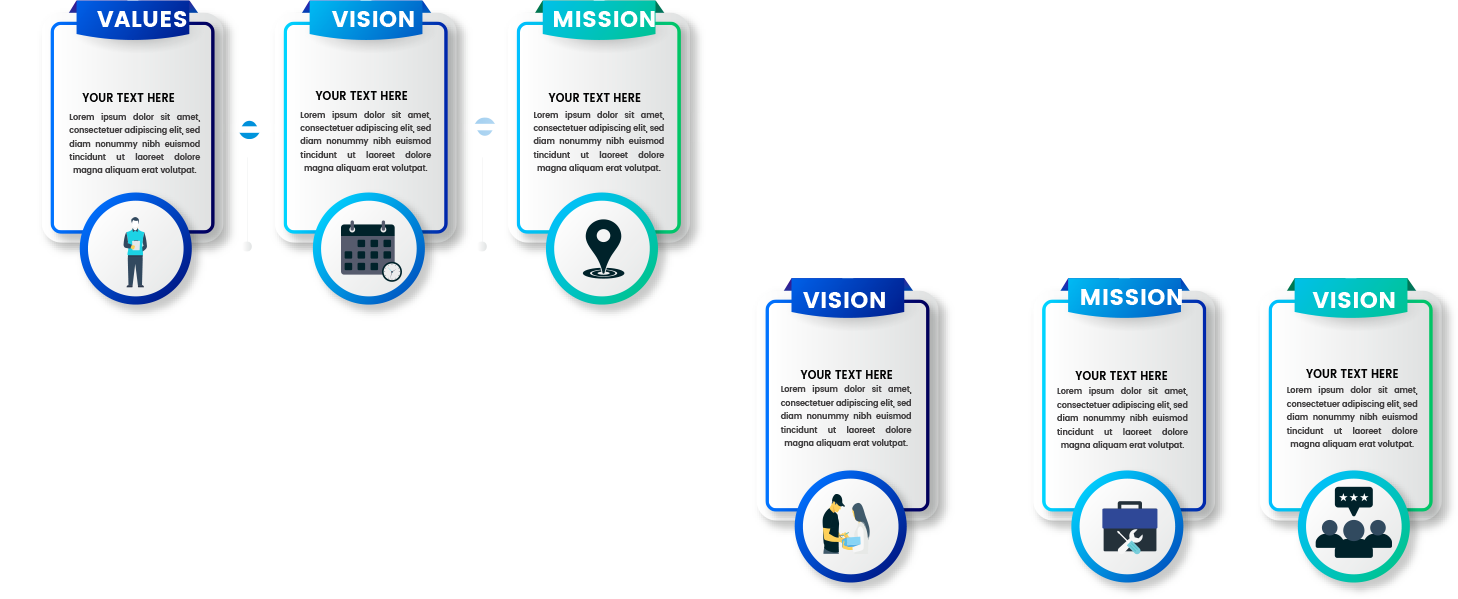 VALUES
YOUR TEXT HERE
Lorem ipsum dolor sit amet,
consectetuer adipiscing elit, sed
diam nonummy nibh euismod
tincidunt ut laoreet dolore
magna aliquam erat volutpat.
VISION
YOUR TEXT HERE
Lorem ipsum dolor sit amet,
consectetuer adipiscing elit, sed
diam nonummy nibh euismod
tincidunt ut laoreet dolore
magna aliquam erat volutpat.
MISSION
YOUR TEXT HERE
Lorem ipsum dolor sit amet,
consectetuer adipiscing elit, sed
diam nonummy nibh euismod
tincidunt ut laoreet dolore
magna aliquam erat volutpat.
VISION
YOUR TEXT HERE
Lorem ipsum dolor sit amet,
consectetuer adipiscing elit, sed
diam nonummy nibh euismod
tincidunt ut laoreet dolore
magna aliquam erat volutpat.
MISSION
YOUR TEXT HERE
Lorem ipsum dolor sit amet,
consectetuer adipiscing elit, sed
diam nonummy nibh euismod
tincidunt ut laoreet dolore
magna aliquam erat volutpat.
VISION
YOUR TEXT HERE
Lorem ipsum dolor sit amet,
consectetuer adipiscing elit, sed
diam nonummy nibh euismod
tincidunt ut laoreet dolore
magna aliquam erat volutpat.